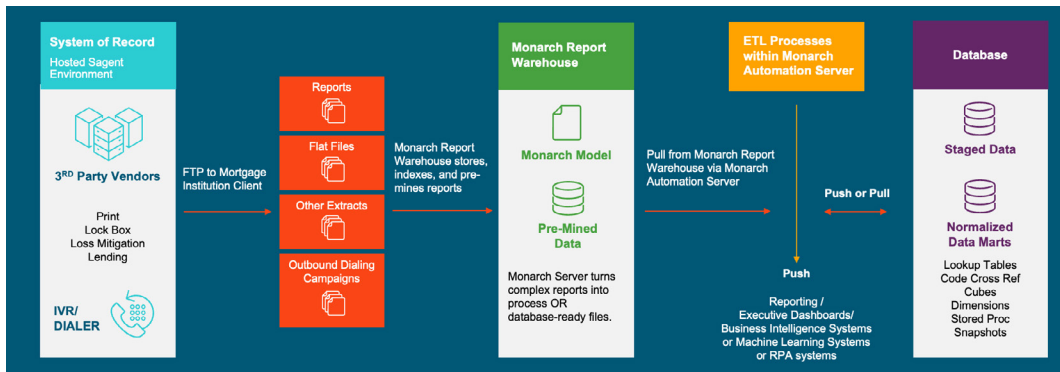 System of Record
Hosted Sagent
Environment
3RD Party Vendors
Print
Lock Box
Loss Mitigation
Lending
IVR/
DIALER
FTP to Mortgage
Institution Client
Reports
Flat Files
Other Extracts
Outbound Dialing
Campaigns
Monarch Report
Warehouse stores,
indexes, and pre-
mines reports
Monarch Report
Warehouse
Monarch Model
Pre-Mined
Data
Monarch Server turns
complex reports into
process OR
database-ready files.
Pull from Monarch Report
Warehouse via Monarch
Automation Server
ETL Processes
within Monarch
Automation Server
Push
Reporting /
Executive Dashboards/
Business Intelligence Systems
or Machine Learning Systems
or RPA systems
Push or Pull
Database
Staged Data
Normalized
Data Marts
Lookup Tables
Code Cross Ref
Cubes
Dimensions
Stored Proc
Snapshots